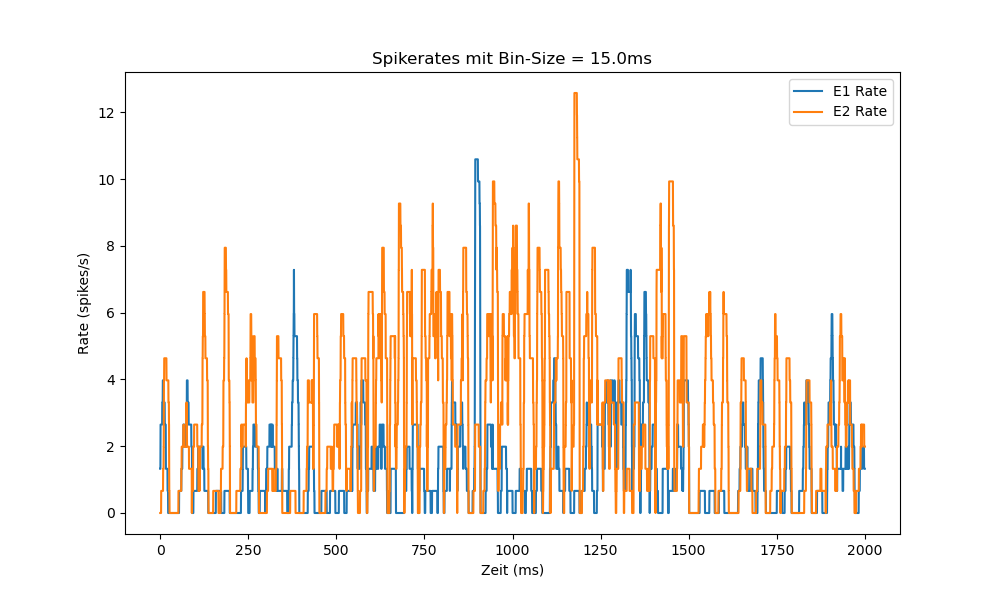 Spikerates mit Bin-Size = 15.0ms
E1 Rate
E2 Rate
12
10
8
6
4
2
0
Rate (spikes/s)
0 250 500 750 1000 1250 1500 1750 2000
Zeit (ms)